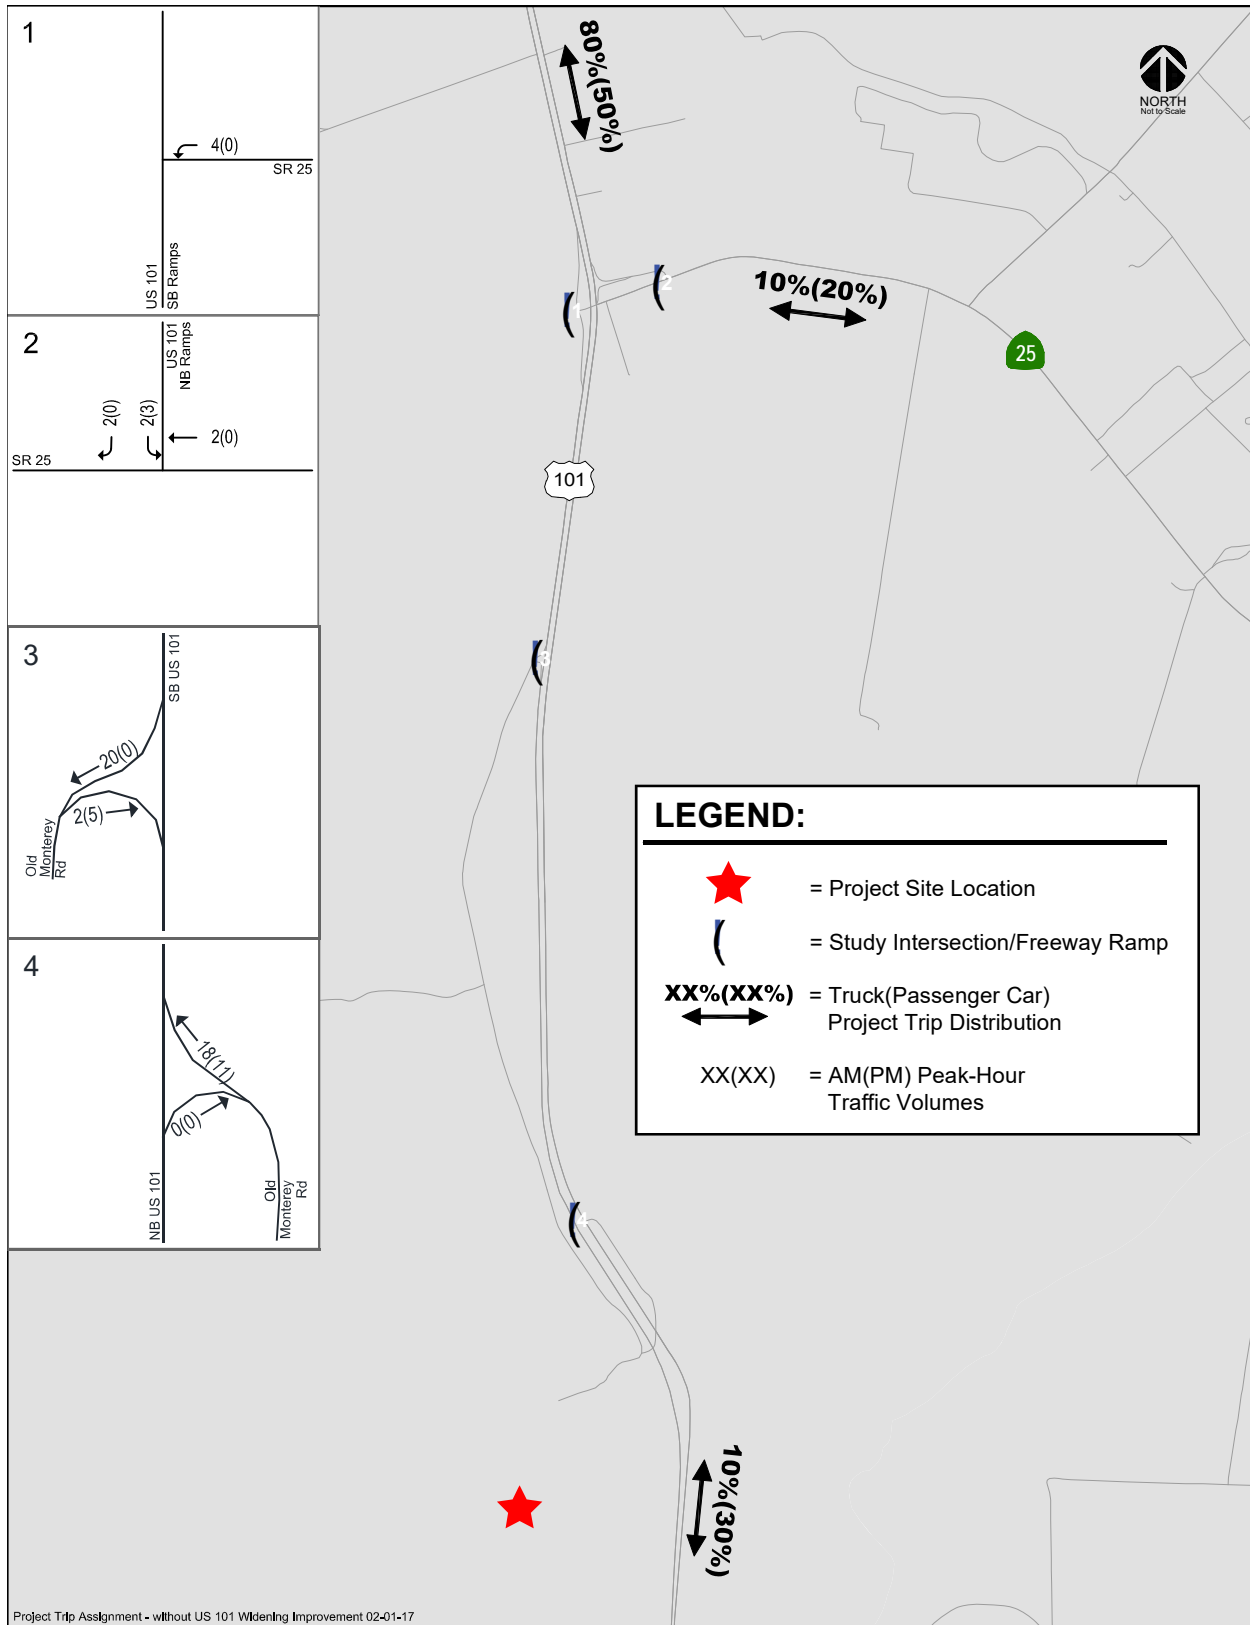 1
4(0)
SR 25
US 101
SB Ramps
2
US 101
NB Ramps
2(0)
2(3)
2(0)
SR 25
3
SB US 101
20(0)
2(5)
Old
Monterey
Rd
4
18(11)
0(0)
NB US 101
Old
Monterey
Rd
80%(50%)
NORTH
Not to Scale
1
2
10%(20%)
25
101
3
LEGEND:
= Project Site Location
= Study Intersection/Freeway Ramp
XX%(XX%) = Truck(Passenger Car)
Project Trip Distribution
XX(XX) = AM(PM) Peak-Hour
Traffic Volumes
4
10%(30%)
Project Trip Assignment - without US 101 Widening Improvement 02-01-17